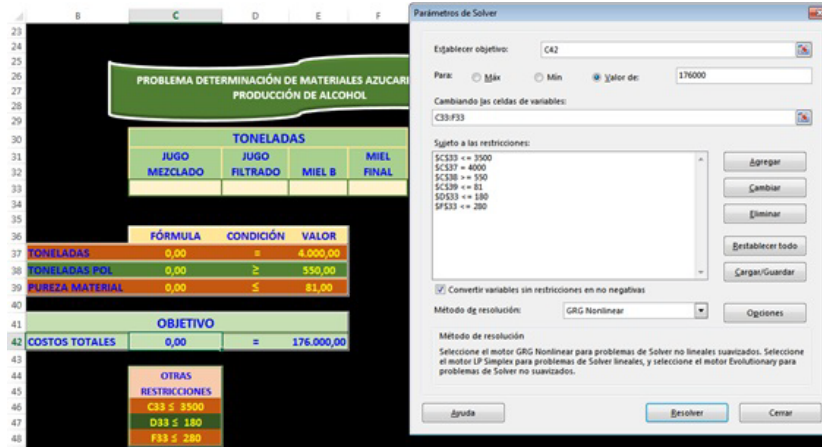 B C D E F
23
24
25
26
27
28
29
30
31
32
33
34
35
36
37
38
39
40
41
42
43
44
45
46
47
48
PROBLEMA DETERMINACIÓN DE MATERIALES AZUCARI
PRODUCCIÓN DE ALCOHOL
TONELADAS
JUGO MEZCLADO
JUGO FILTRADO
MIEL B
MIEL FINAL
FÓRMULA CONDICIÓN VALOR
TONELADAS 0,00 = 4.000,00
TONELADAS POL 0,00 ≥ 550,00
PUREZA MATERIAL 0,00 ≤ 81,00
OBJETIVO
COSTOS TOTALES 0,00 = 176.000,00
OTRAS
RESTRICCIONES
C33 ≤ 3500
D33 ≤ 180
F33 ≤ 280
Parámetros de Solver
Establecer objetivo: C42
Para: Máx Mín Valor de: 176000
Cambiando las celdas de variables:
C33:F33
Sujeto a las restricciones:
$C$33 <= 3500
$C$37 = 4000
$C$38 >= 550
$C$39 <= 81
$D$33 <= 180
$F$33 <= 280
Agregar
Cambiar
Eliminar
Restablecer todo
Cargar/Guardar
Convertir variables sin restricciones en no negativas
Método de resolución: GRG Nonlinear
Opciones
Método de resolución
Seleccione el motor GRG Nonlinear para problemas de Solver no lineales suavizados. Seleccione
el motor LP Simplex para problemas de Solver lineales, y seleccione el motor Evolutionary para
problemas de Solver no suavizados.
Ayuda Resolver Cerrar